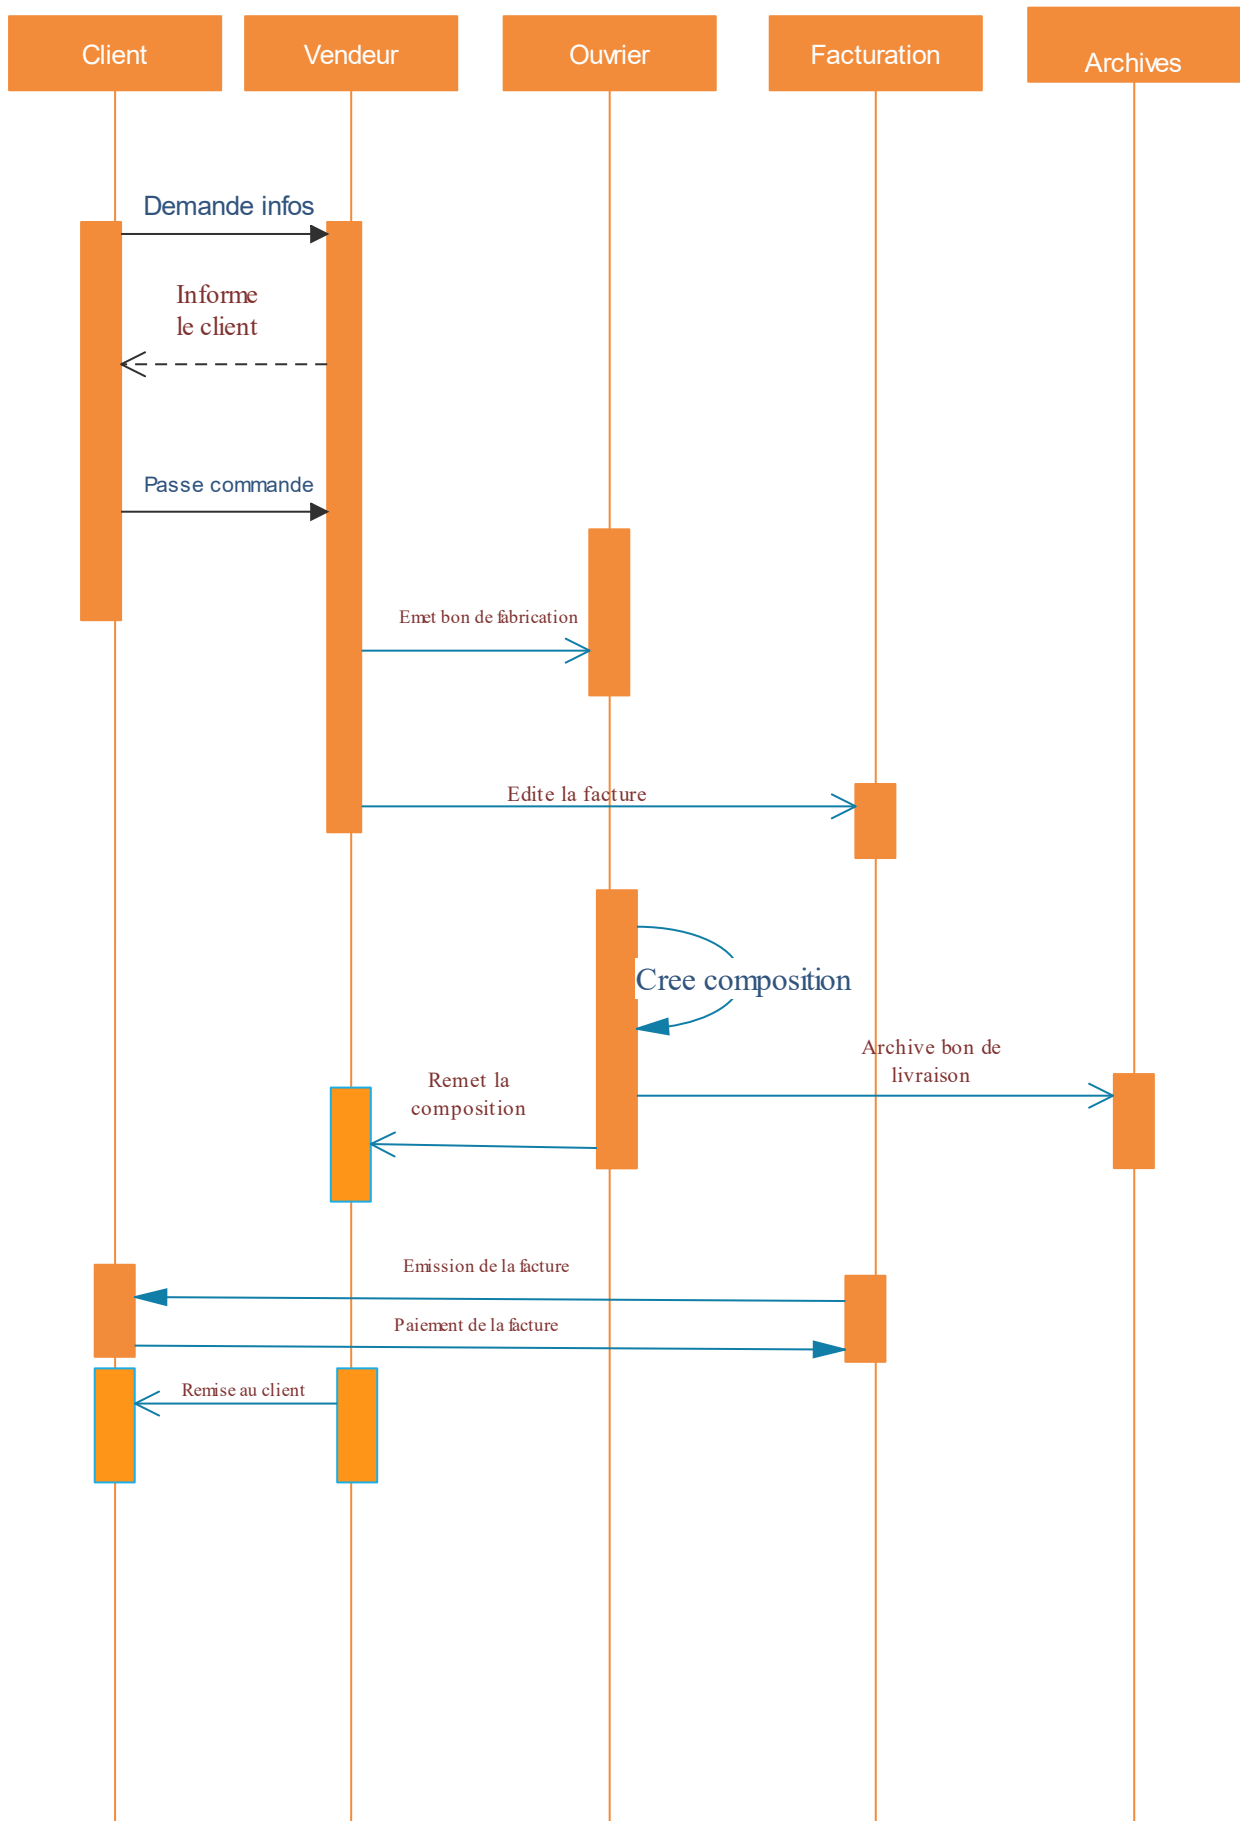 Client
Vendeur
Ouvrier
Facturation
Archives
Demande infos
Informe
le client
Passe commande
Emet bon de fabrication
Edite la facture
Cree composition
Archive bon de
livraison
Remet la
composition
Emission de la facture
Paiement de la facture
Remise au client